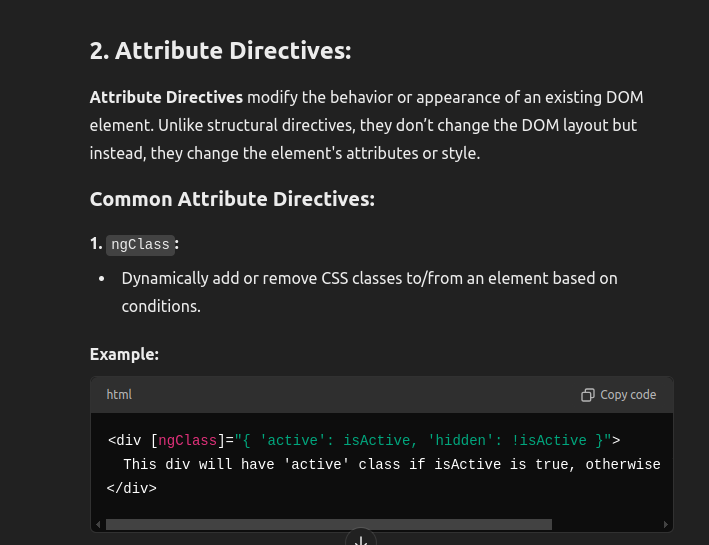 2. Attribute Directives:
Attribute Directives modify the behavior or appearance of an existing DOM
element. Unlike structural directives, they don’t change the DOM layout but
instead, they change the element's attributes or style.
Common Attribute Directives:
1. ngClass:
• Dynamically add or remove CSS classes to/from an element based on
conditions.
Example:
html Copy code
<div [ngClass]="{ 'active': isActive, 'hidden': !isActive }">
This div will have 'active' class if isActive is true, otherwise
</div>